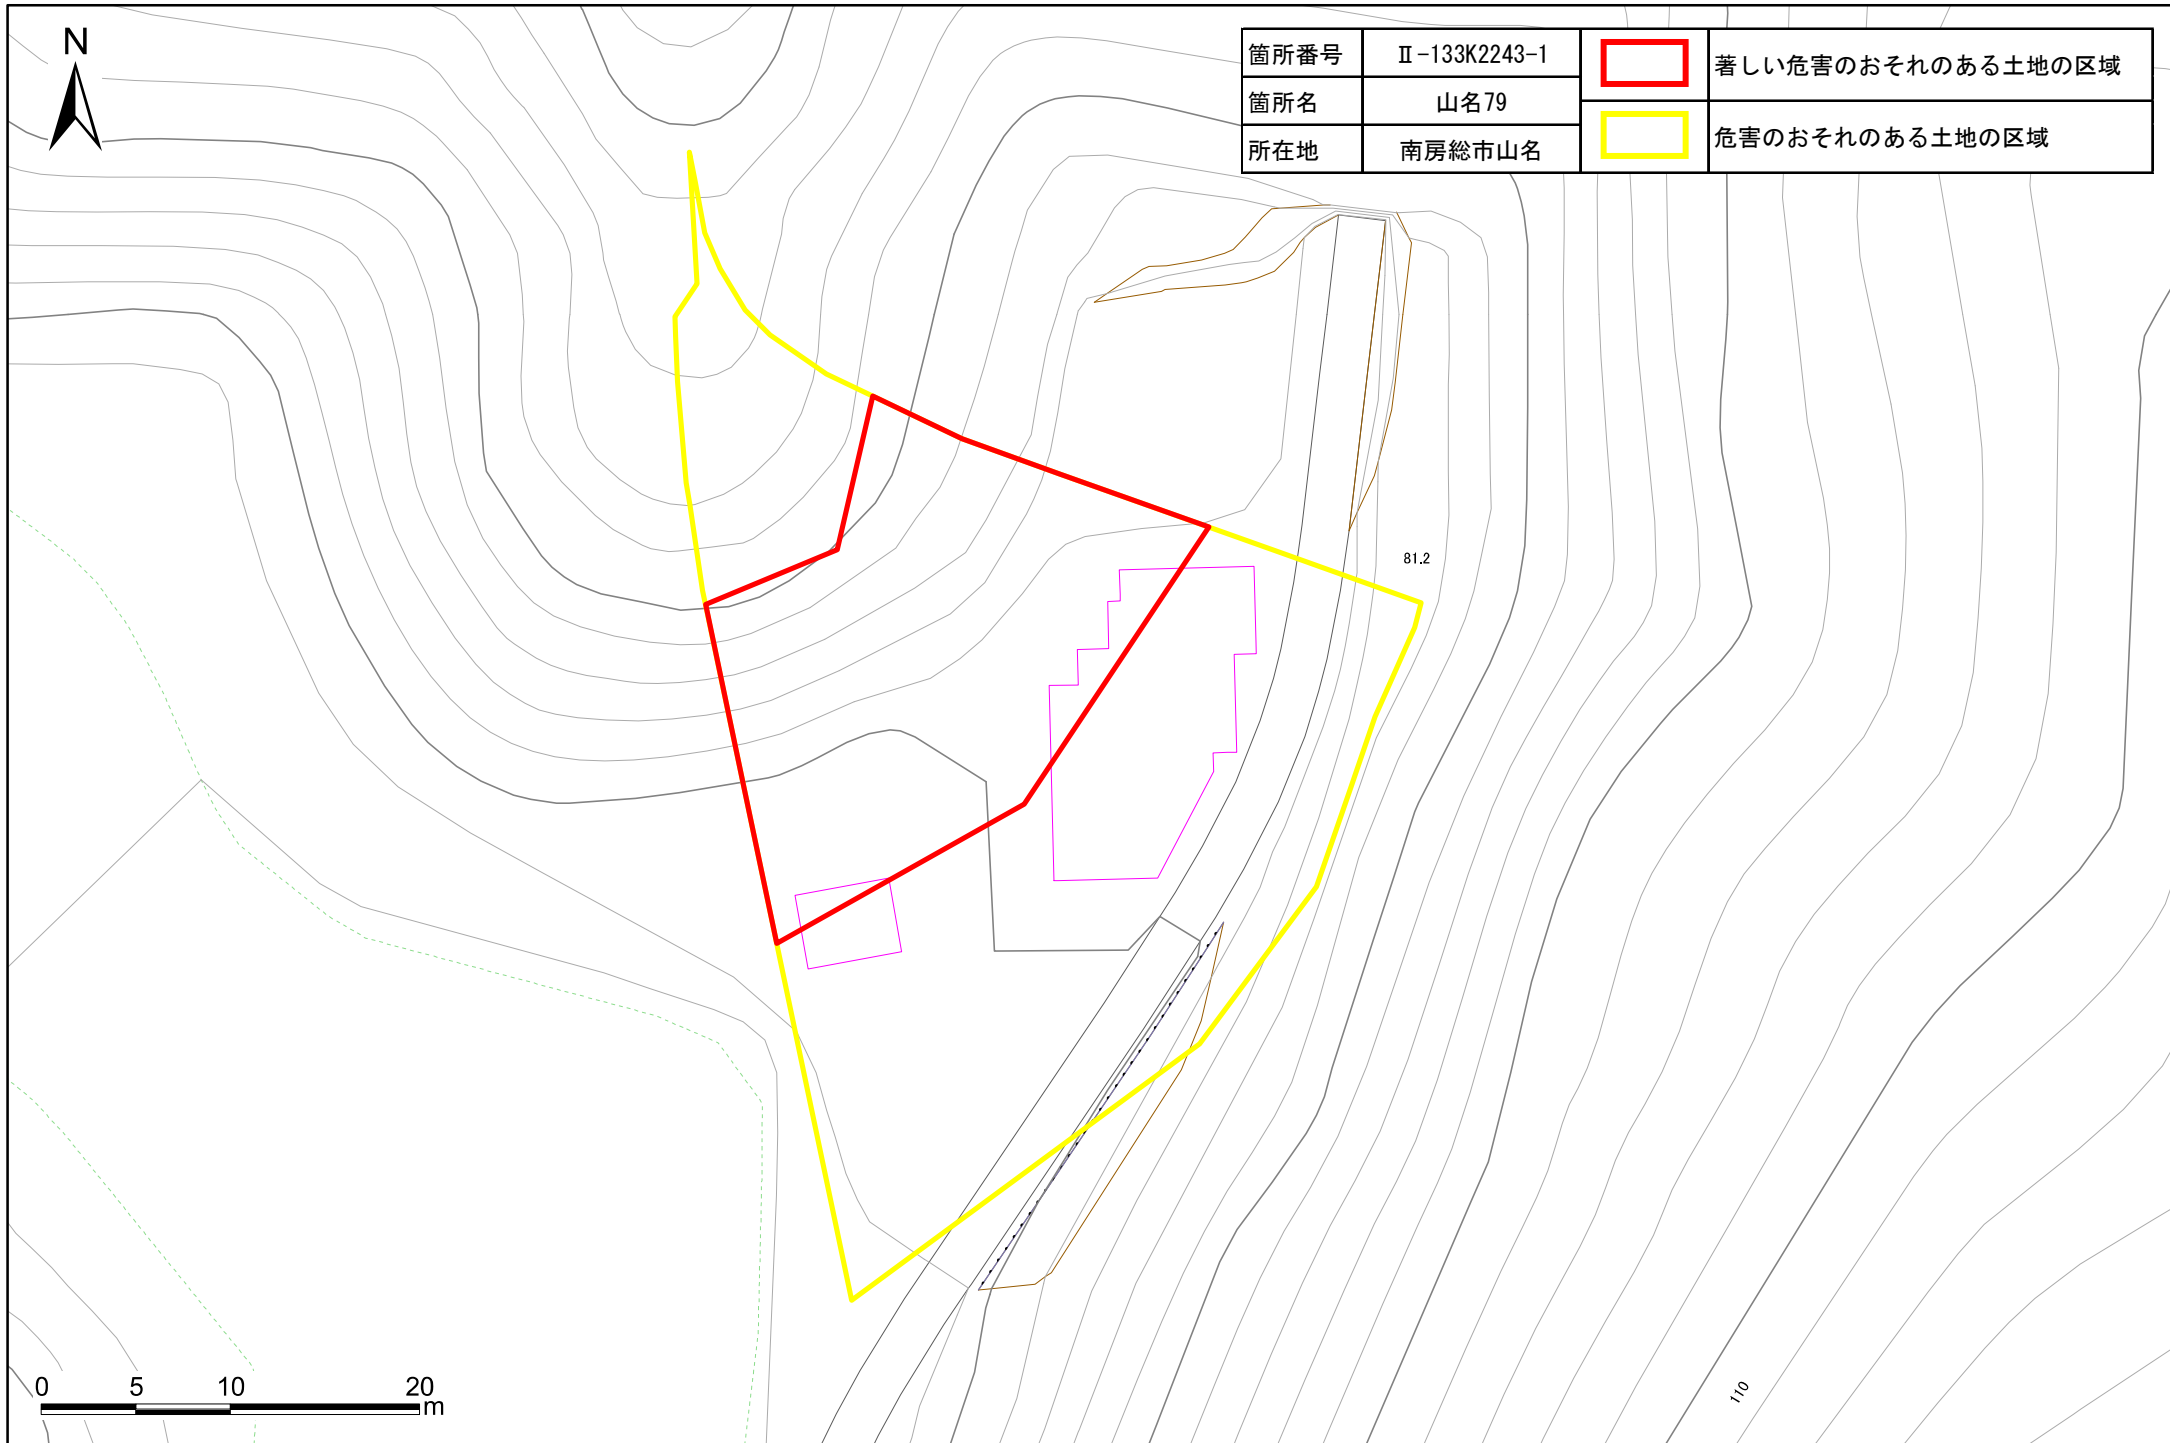 N
箇所番号 Ⅱ-133K2243-1 著しい危害のおそれのある土地の区域
箇所名 山名79
危害のおそれのある土地の区域
所在地 南房総市山名
81.2
110
0 5 10 20
m